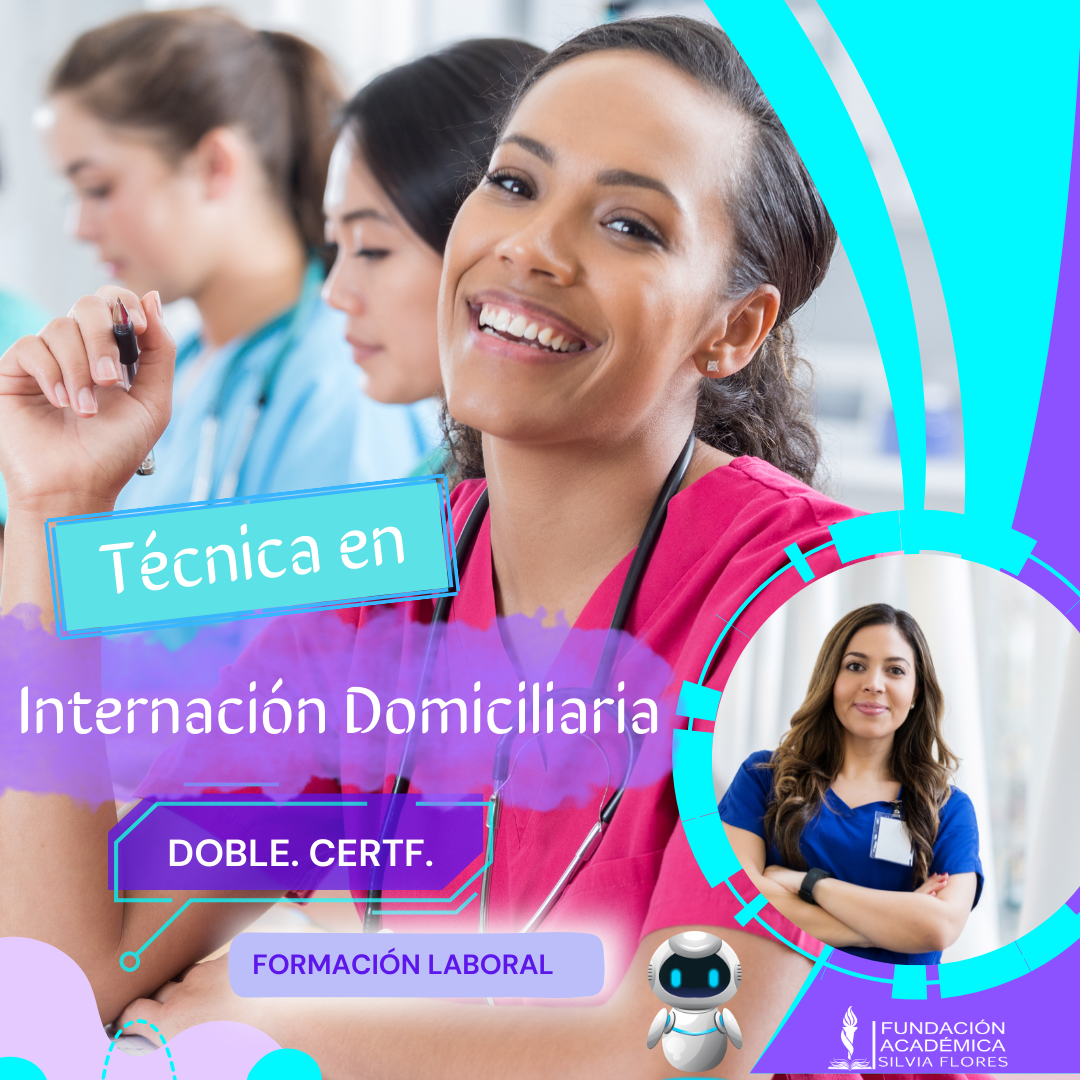 Técnica en
Internación Domiciliaria
DOBLE. CERTF.
FORMACIÓN LABORAL
FUNDACIÓN
ACADÉMICA
SILVIA FLORES